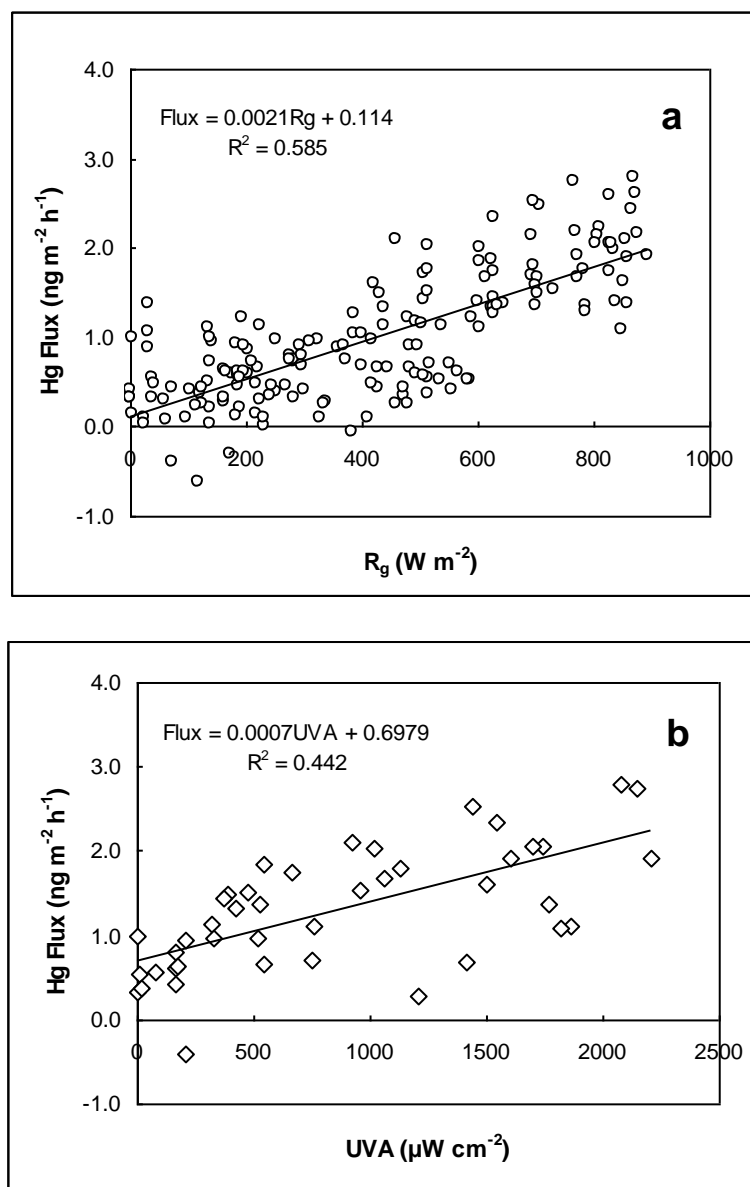 4.0
Flux = 0.0021Rg + 0.114
a
R² = 0.585
3.0
2.0
1.0
0.0
0 200 400 600 800 1000
-1.0
Hg Flux (ng m⁻² h⁻¹)
R_g (W m⁻²)
4.0
Flux = 0.0007UVA + 0.6979
b
R² = 0.442
3.0
2.0
1.0
0.0
0 500 1000 1500 2000 2500
-1.0
Hg Flux (ng m⁻² h⁻¹)
UVA (µW cm⁻²)